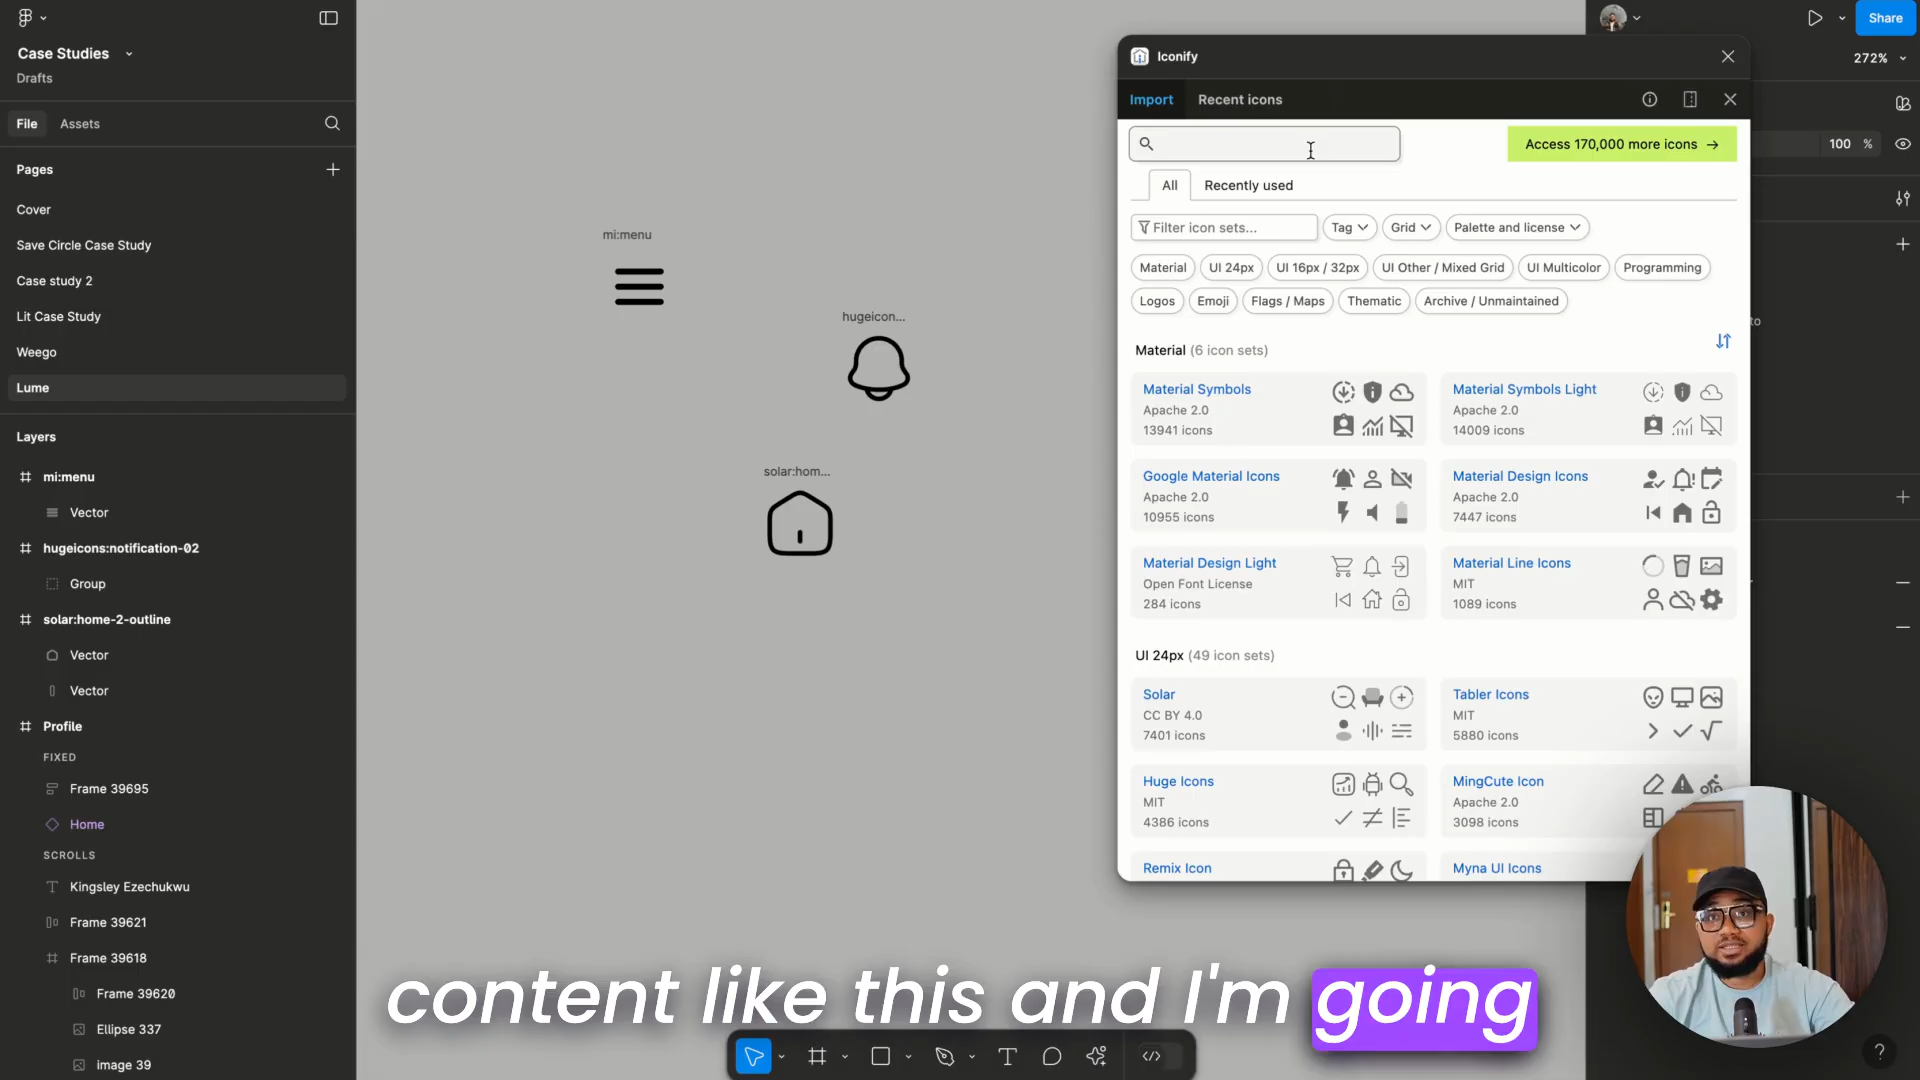 Case Studies
Drafts
File
Assets
Pages
Cover
Save Circle Case Study
Case study 2
Lit Case Study
Weego
Lume
Layers
mi:menu
Vector
hugeicons:notification-02
Group
solar:home-2-outline
Vector
Vector
Profile
FIXED
Frame 39695
Home
SCROLLS
Kingsley Ezechukwu
Frame 39621
Frame 39618
Frame 39620
Ellipse 337
image 39
mi:menu
hugeicon...
solar:hom...
Iconify
Import
Recent icons
Access 170,000 more icons →
All
Recently used
Filter icon sets...
Tag
Grid
Palette and license
Material
UI 24px
UI 16px / 32px
UI Other / Mixed Grid
UI Multicolor
Programming
Logos
Emoji
Flags / Maps
Thematic
Archive / Unmaintained
Material (6 icon sets)
Material Symbols
Apache 2.0
13941 icons
Material Symbols Light
Apache 2.0
14009 icons
Google Material Icons
Apache 2.0
10955 icons
Material Design Icons
Apache 2.0
7447 icons
Material Design Light
Open Font License
284 icons
Material Line Icons
MIT
1089 icons
UI 24px (49 icon sets)
Solar
CC BY 4.0
7401 icons
Tabler Icons
MIT
5880 icons
Huge Icons
MIT
4386 icons
MingCute Icon
Apache 2.0
3098 icons
Remix Icon
Myna UI Icons
Share
272%
100 %
to
content like this and I'm going
?